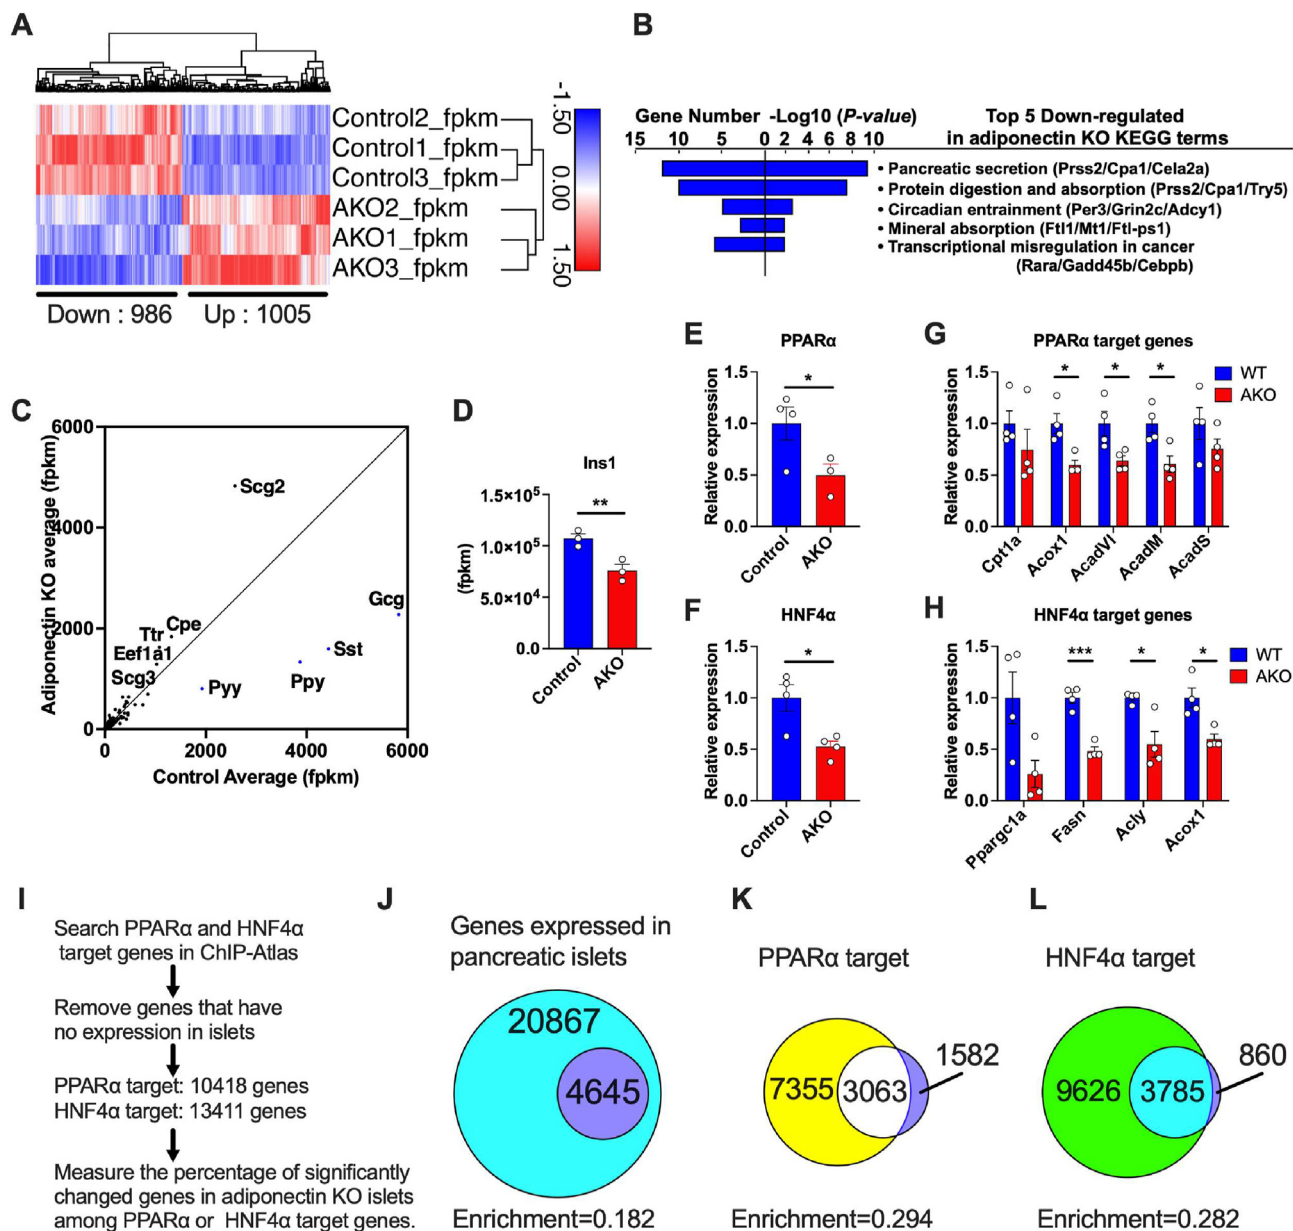 A
Control2_fpkm
Control1_fpkm
Control3_fpkm
AKO2_fpkm
AKO1_fpkm
AKO3_fpkm
-1.50
0.00
1.50
Down : 986
Up : 1005
B
Gene Number
-Log10 (P-value)
Top 5 Down-regulated
in adiponectin KO KEGG terms
15 10 5 0 2 4 6 8 10
• Pancreatic secretion (Prss2/Cpa1/Cela2a)
• Protein digestion and absorption (Prss2/Cpa1/Try5)
• Circadian entrainment (Per3/Grin2c/Adcy1)
• Mineral absorption (Ftl1/Mt1/Ftl-ps1)
• Transcriptional misregulation in cancer
(Rara/Gadd45b/Cebpb)
C
Adiponectin KO average (fpkm)
6000
4000
2000
0
Scg2
Gcg
Cpe
Ttr
Eef1a1
Scg3
Sst
Ppy
Pyy
0 2000 4000 6000
Control Average (fpkm)
D
Ins1
(fpkm)
1.5×10⁵
1.0×10⁵
5.0×10⁴
0.0
**
Control
AKO
E
PPARα
Relative expression
1.5
1.0
0.5
0.0
*
Control
AKO
F
HNF4α
Relative expression
1.5
1.0
0.5
0.0
*
Control
AKO
G
PPARα target genes
Relative expression
1.5
1.0
0.5
0.0
* * *
WT
AKO
Cpt1a
Acox1
AcadVl
AcadM
AcadS
H
HNF4α target genes
Relative expression
1.5
1.0
0.5
0.0
*** * *
WT
AKO
Ppargc1a
Fasn
Acly
Acox1
I
Search PPARα and HNF4α
target genes in ChIP-Atlas
Remove genes that have
no expression in islets
PPARα target: 10418 genes
HNF4α target: 13411 genes
Measure the percentage of significantly
changed genes in adiponectin KO islets
among PPARα or HNF4α target genes.
J
Genes expressed in
pancreatic islets
20867
4645
Enrichment=0.182
K
PPARα target
7355
3063
1582
Enrichment=0.294
L
HNF4α target
9626
3785
860
Enrichment=0.282